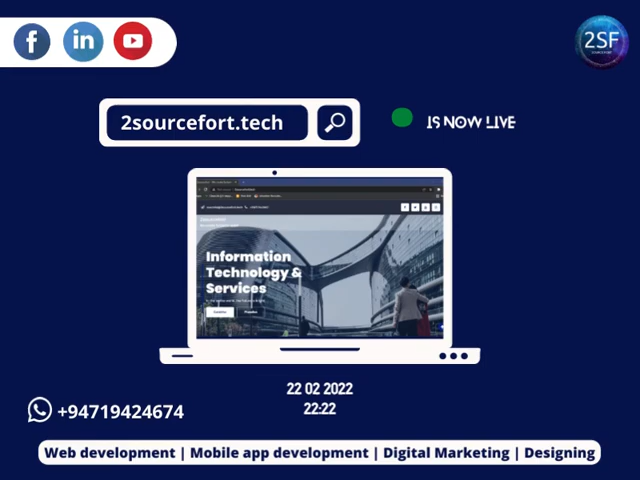 2SF
2sourcefort.tech
IS NOW LIVE
Information
Technology &
Services
22 02 2022
22:22
+94719424674
Web development | Mobile app development | Digital Marketing | Designing